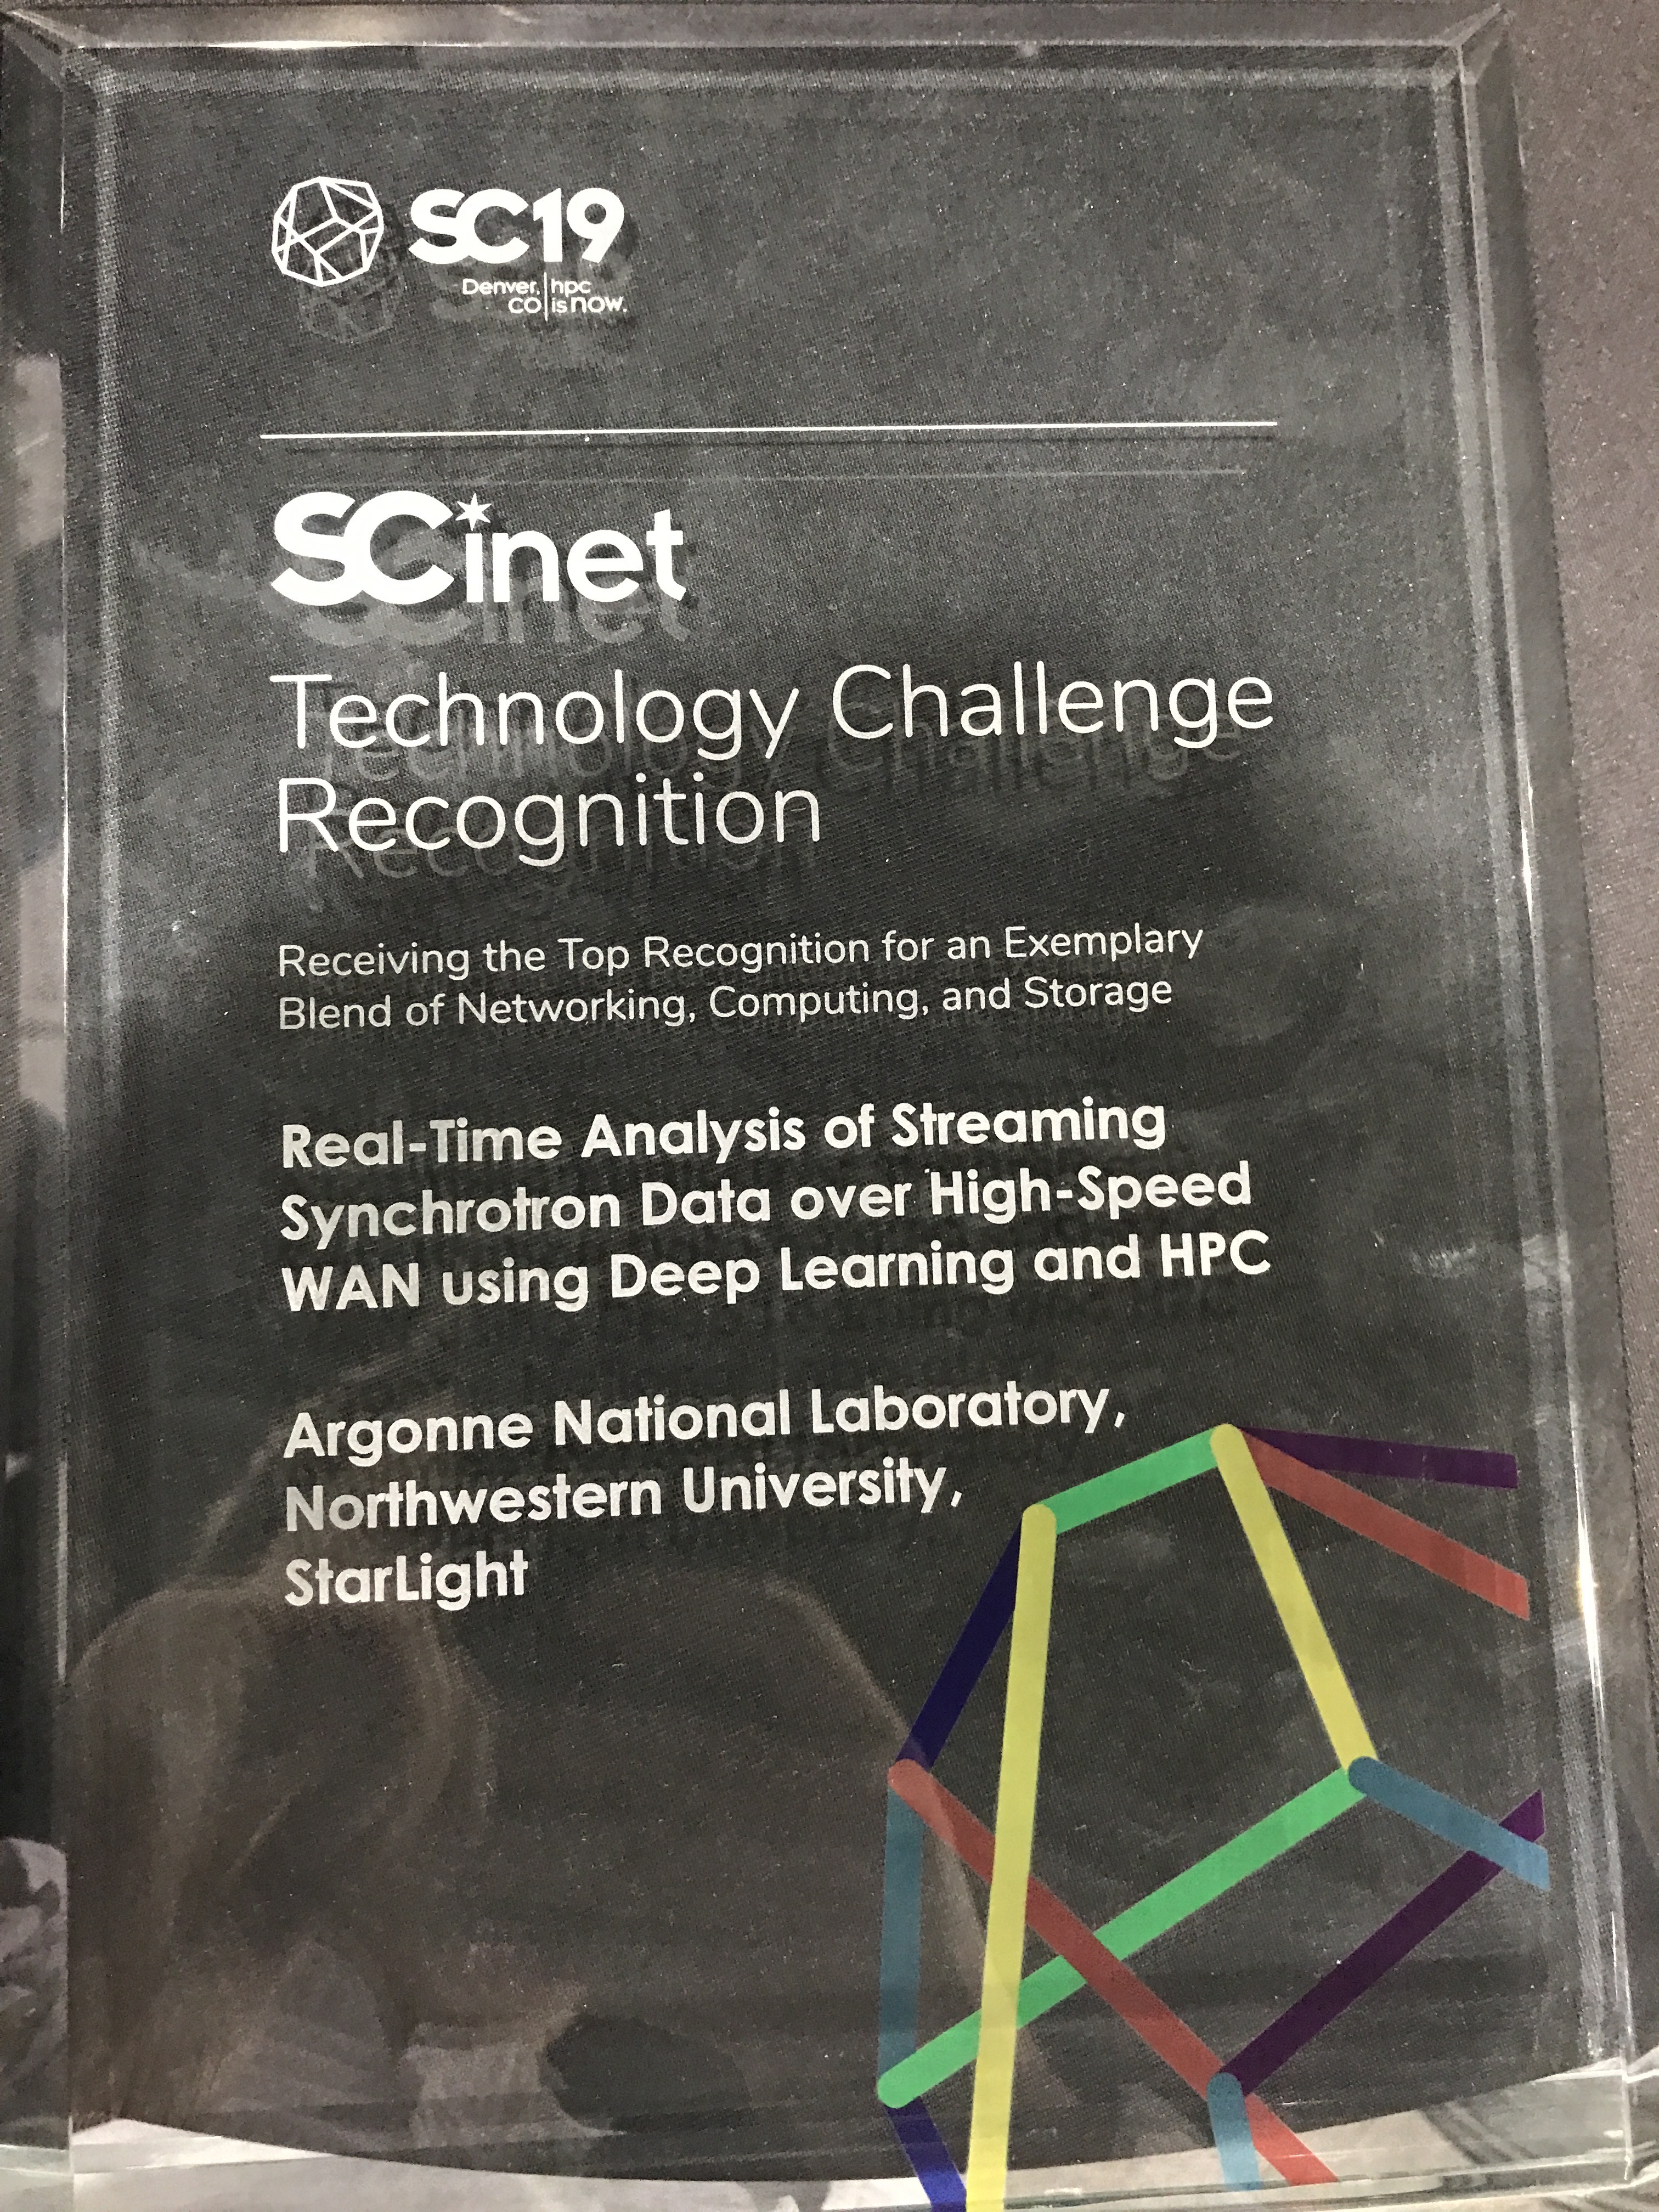 SC19
Denver, hpc
CO is now.
SCinet
Technology Challenge
Recognition
Receiving the Top Recognition for an Exemplary
Blend of Networking, Computing, and Storage
Real-Time Analysis of Streaming
Synchrotron Data over High-Speed
WAN using Deep Learning and HPC
Argonne National Laboratory,
Northwestern University,
StarLight